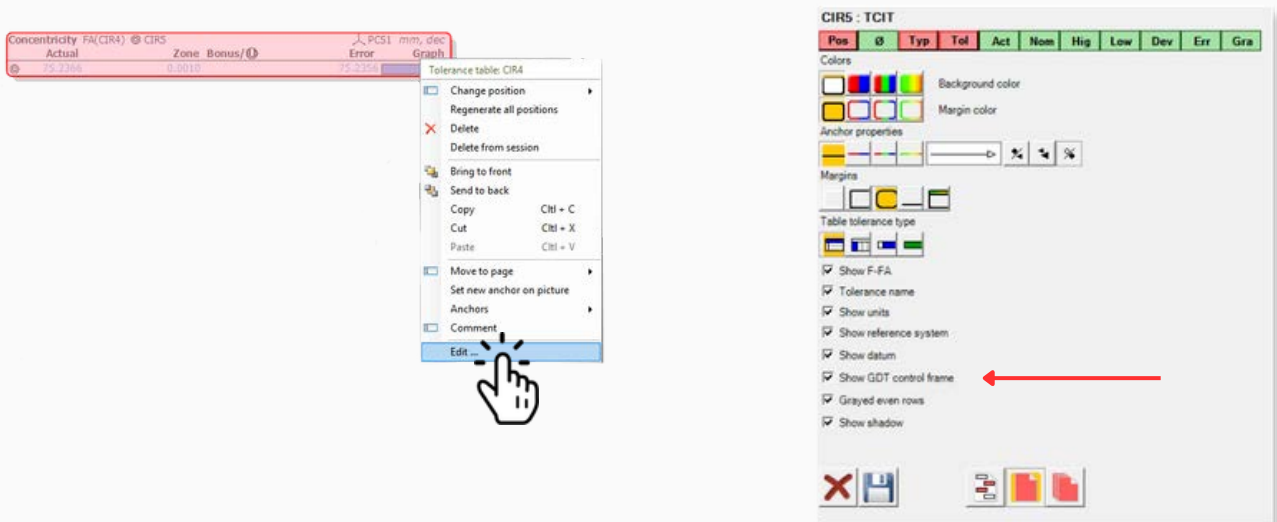 Concentricity FA(CIR4) CIR5 PCS1 mm, dec
Actual Zone Bonus/ Error Graph
75.2366 0.0010 75.2356
Tolerance table: CIR4
Change position
Regenerate all positions
Delete
Delete from session
Bring to front
Send to back
Copy Cltl + C
Cut Cltl + X
Paste Cltl + V
Move to page
Set new anchor on picture
Anchors
Comment
Edit ...
CIR5 : TCIT
Pos Ø Typ Tol Act Nom Hig Low Dev Err Gra
Colors
Background color
Margin color
Anchor properties
Margins
Table tolerance type
Show F-FA
Tolerance name
Show units
Show reference system
Show datum
Show GDT control frame
Grayed even rows
Show shadow